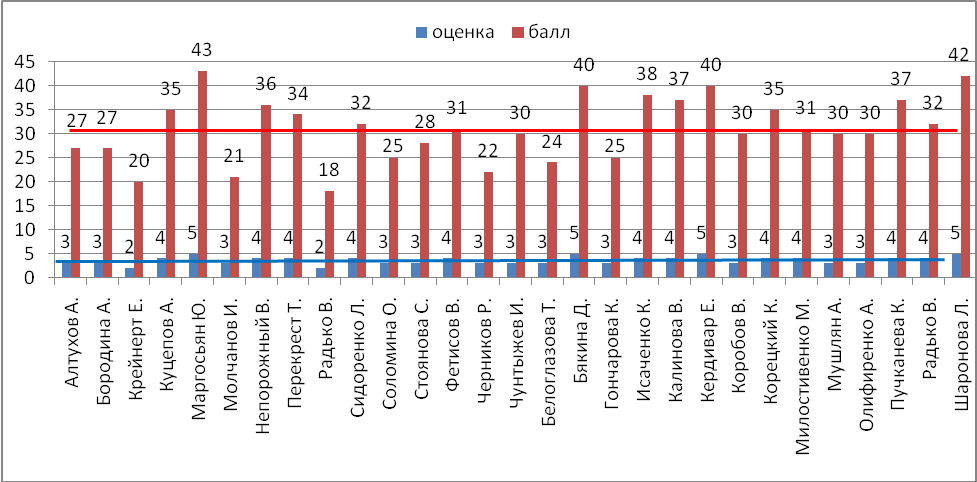 оценка балл
45
40
35
30
25
20
15
10
5
0
27 27 20 35 43 21 36 34 18 32 25 28 31 22 30 24 40 25 38 37 40 30 35 31 30 30 37 32 42
3 3 2 4 5 3 4 4 2 4 3 3 4 3 3 3 5 3 4 4 5 3 4 4 3 3 4 4 5
Алтухов А.
Бородина А.
Крейнерт Е.
Куцепов А.
Маргосьян Ю.
Молчанов И.
Непорожный В.
Перекрест Т.
Радько В.
Сидоренко Л.
Соломина О.
Стоянова С.
Фетисов В.
Черников Р.
Чунтыжев И.
Белоглазова Т.
Бякина Д.
Гончарова К.
Исаченко К.
Калинова В.
Кердивар Е.
Коробов В.
Корецкий К.
Милостивенко М.
Мушлян А.
Олифиренко А.
Пучканева К.
Радько В.
Шаронова Л.